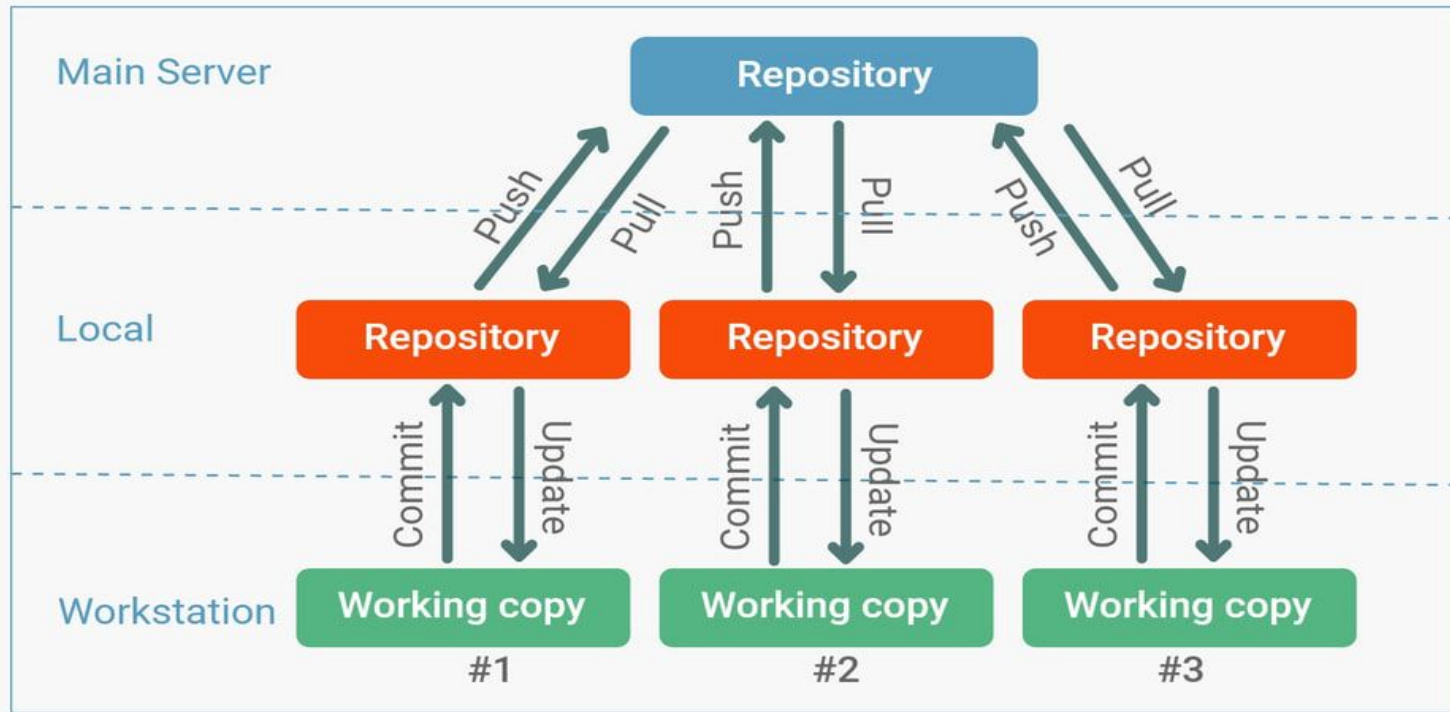 Main Server
Repository
Push
Pull
Push
Pull
Push
Pull
Local
Repository
Repository
Repository
Commit
Update
Commit
Update
Commit
Update
Workstation
Working copy
Working copy
Working copy
#1
#2
#3